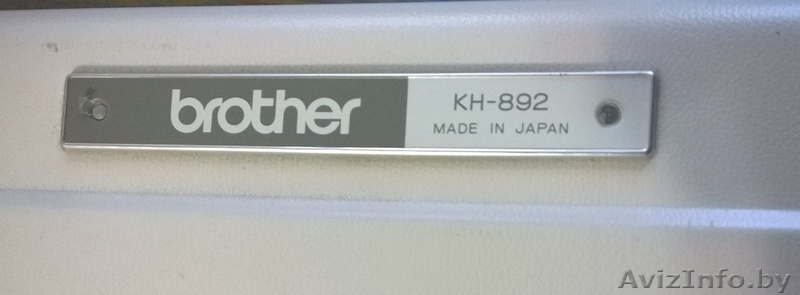 brother
KH-892
MADE IN JAPAN
AvizInfo.by